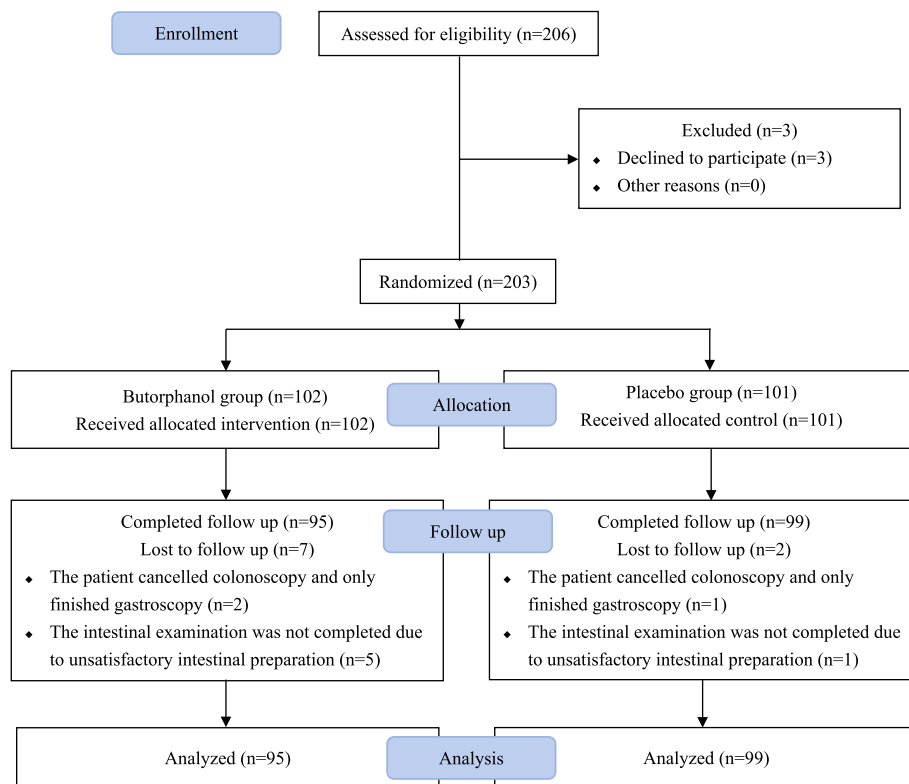 Enrollment
Assessed for eligibility (n=206)
Excluded (n=3)
◆ Declined to participate (n=3)
◆ Other reasons (n=0)
Randomized (n=203)
Butorphanol group (n=102)
Received allocated intervention (n=102)
Allocation
Placebo group (n=101)
Received allocated control (n=101)
Completed follow up (n=95)
Lost to follow up (n=7)
◆ The patient cancelled colonoscopy and only
finished gastroscopy (n=2)
◆ The intestinal examination was not completed due
to unsatisfactory intestinal preparation (n=5)
Follow up
Completed follow up (n=99)
Lost to follow up (n=2)
◆ The patient cancelled colonoscopy and only
finished gastroscopy (n=1)
◆ The intestinal examination was not completed due
to unsatisfactory intestinal preparation (n=1)
Analyzed (n=95)
Analysis
Analyzed (n=99)